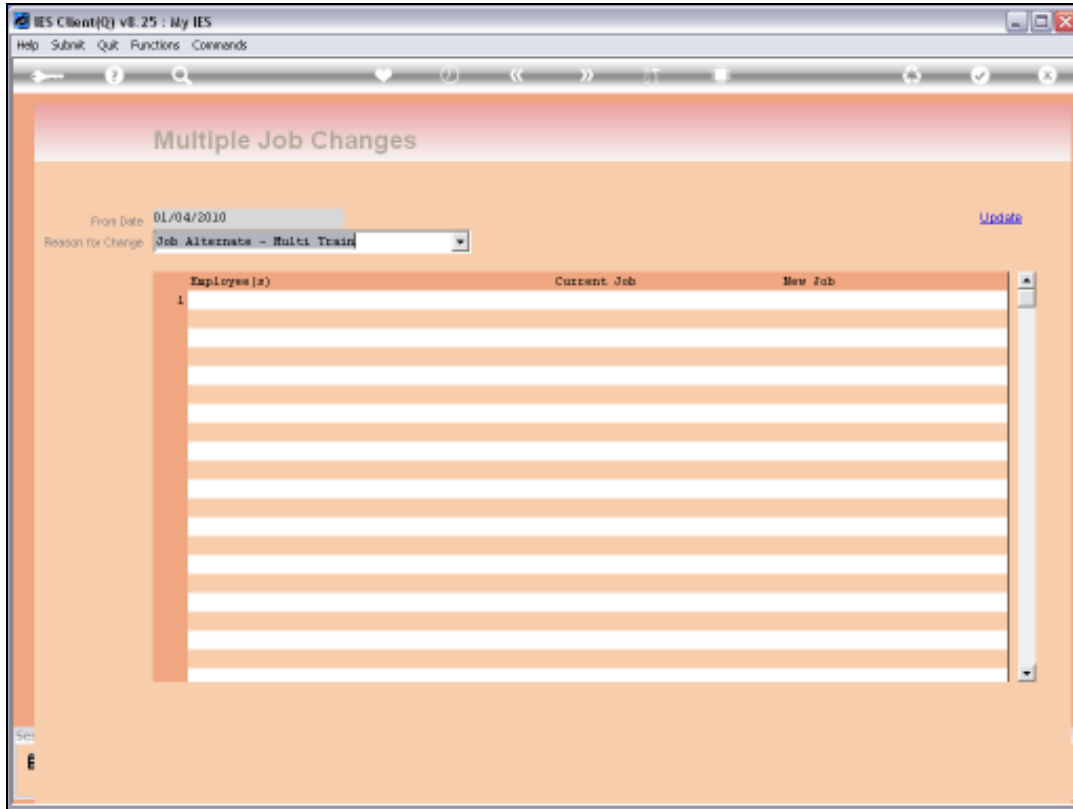 IES Client(Q) v8.25 : My IES
Help Submit Quit Functions Commands
Multiple Job Changes
From Date 01/04/2010
Update
Reason for Change Job Alternate - Multi Train
Employee(s) Current Job New Job
1
Se